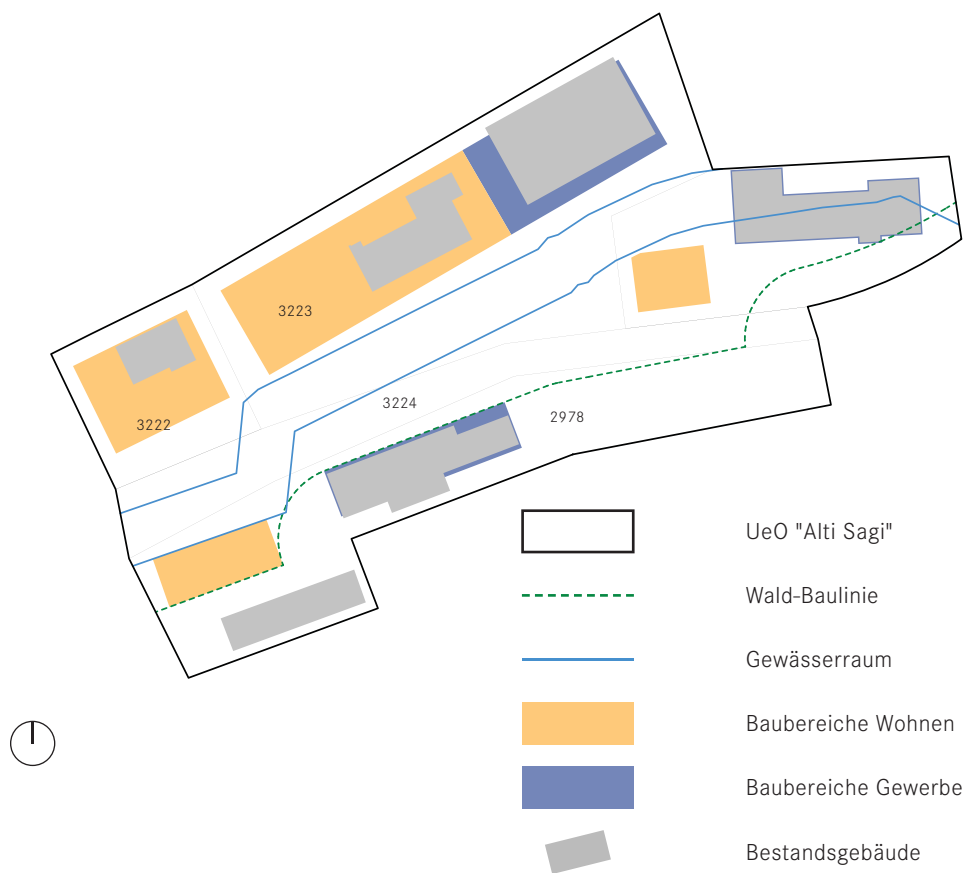 3223
3222
3224
2978
UeO "Alti Sagi"
Wald-Baulinie
Gewässerraum
Baubereiche Wohnen
Baubereiche Gewerbe
Bestandsgebäude